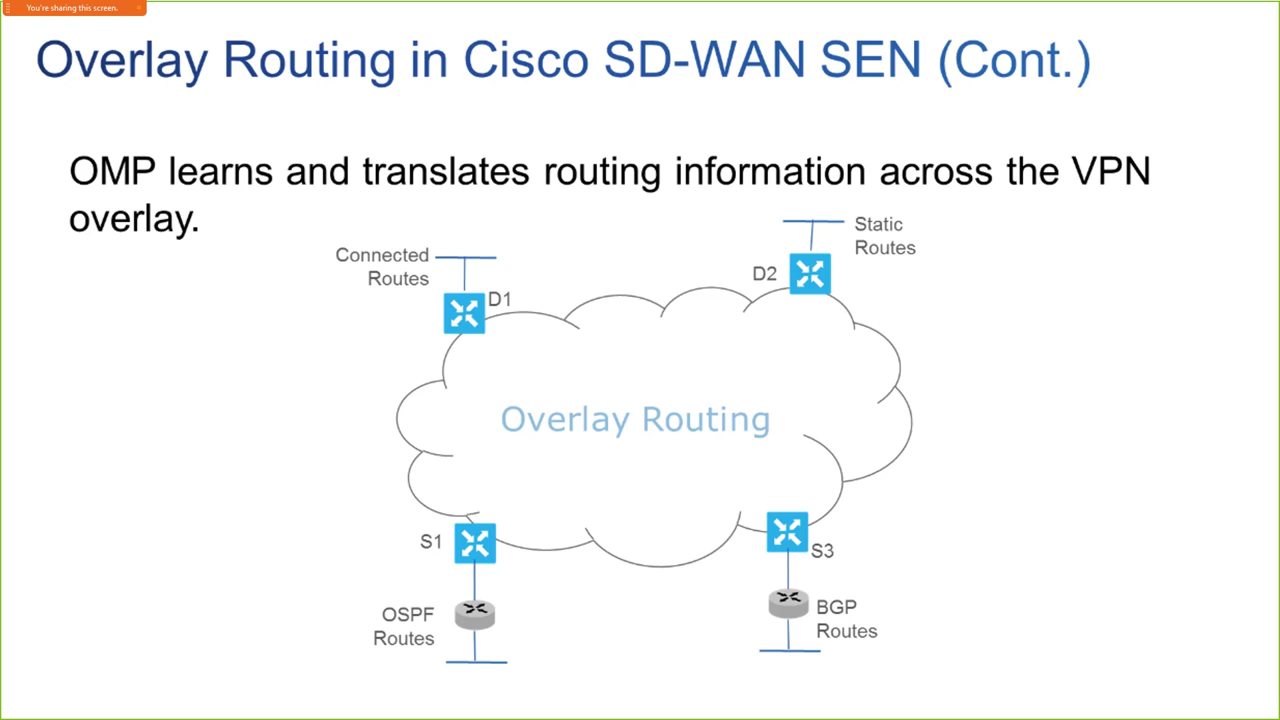 You're sharing this screen.
Overlay Routing in Cisco SD-WAN SEN (Cont.)
OMP learns and translates routing information across the VPN
overlay.
Static
Routes
Connected
Routes
D2
D1
Overlay Routing
S1
S3
OSPF
Routes
BGP
Routes